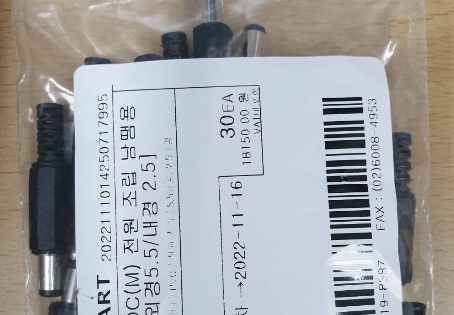 ART 2022111014250717995
DC(M) 전원 조립 납땜용
외경5.5/내경 2.5]
30EA
18150.00 원
→2022-11-16
FAX : (02)6008-4953